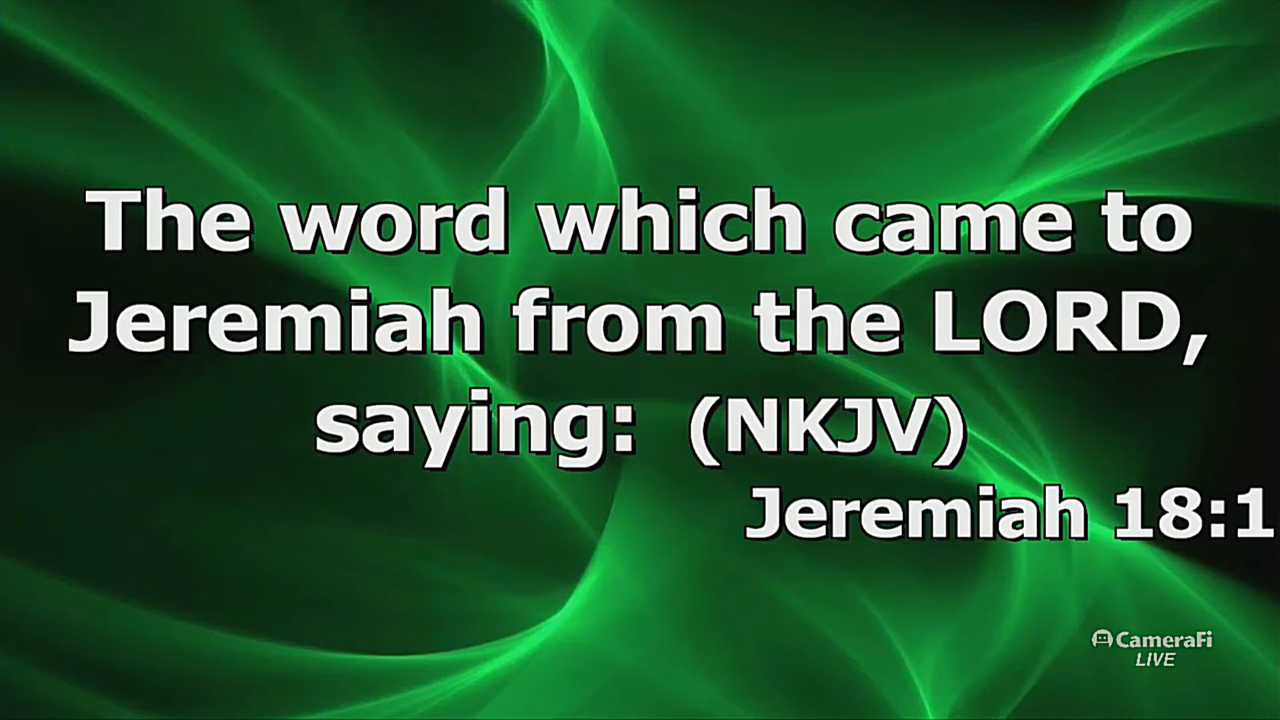 The word which came to
Jeremiah from the LORD,
saying:  (NKJV)
Jeremiah 18:1
CameraFi
LIVE